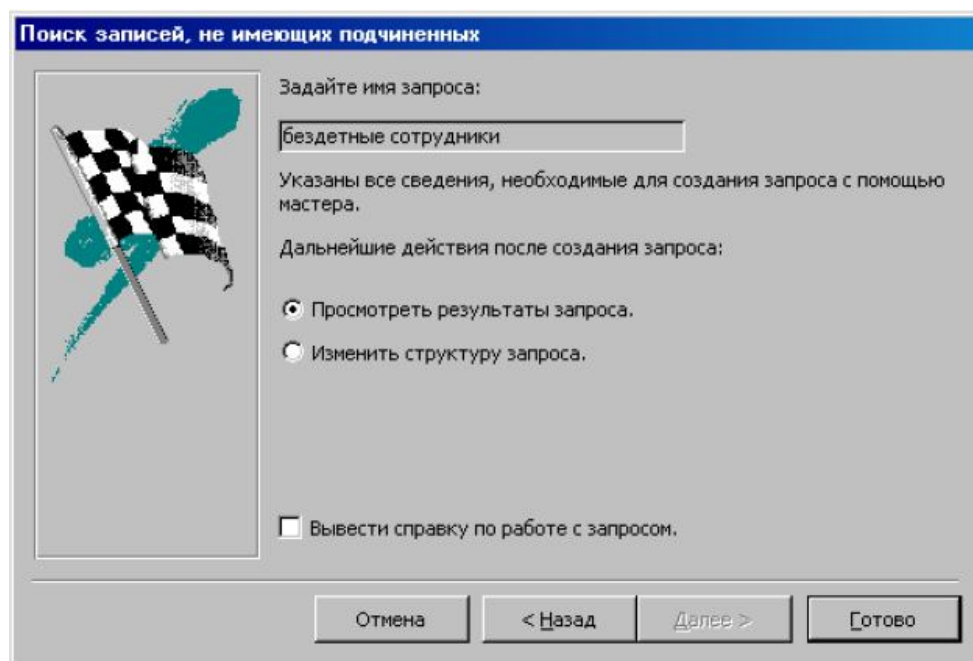 Поиск записей, не имеющих подчиненных
Задайте имя запроса:
бездетные сотрудники
Указаны все сведения, необходимые для создания запроса с помощью
мастера.
Дальнейшие действия после создания запроса:
Просмотреть результаты запроса.
Изменить структуру запроса.
Вывести справку по работе с запросом.
Отмена
< Назад
Далее >
Готово